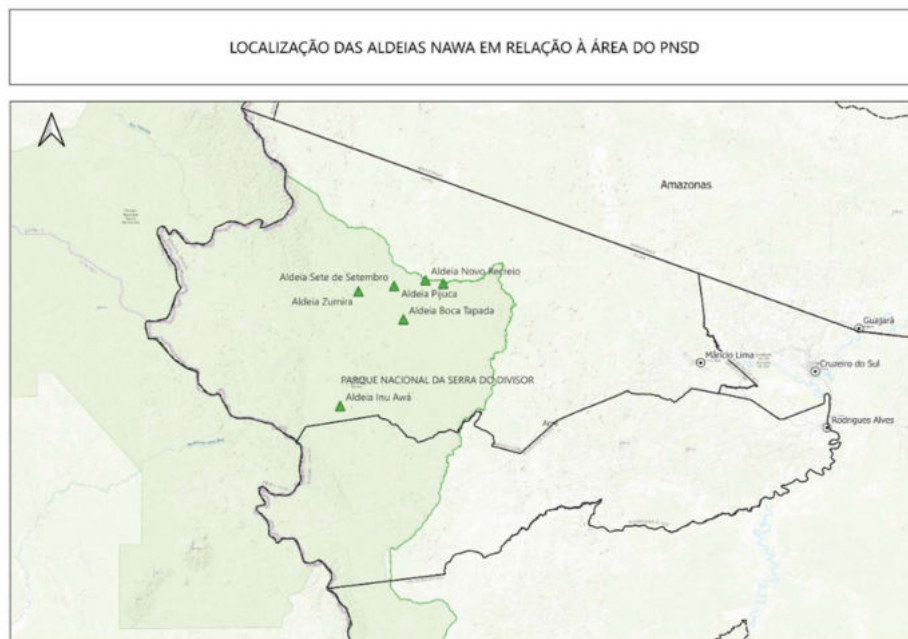 LOCALIZAÇÃO DAS ALDEIAS NAWA EM RELAÇÃO À ÁREA DO PNSD
Amazonas
Aldeia Novo Recreio
Aldeia Sete de Setembro
Aldeia Pijuca
Aldeia Zumira
Aldeia Boca Tapada
Guajará
Mâncio Lima
Cruzeiro do Sul
PARQUE NACIONAL DA SERRA DO DIVISOR
Aldeia Inu Awá
Acre
Rodrigues Alves